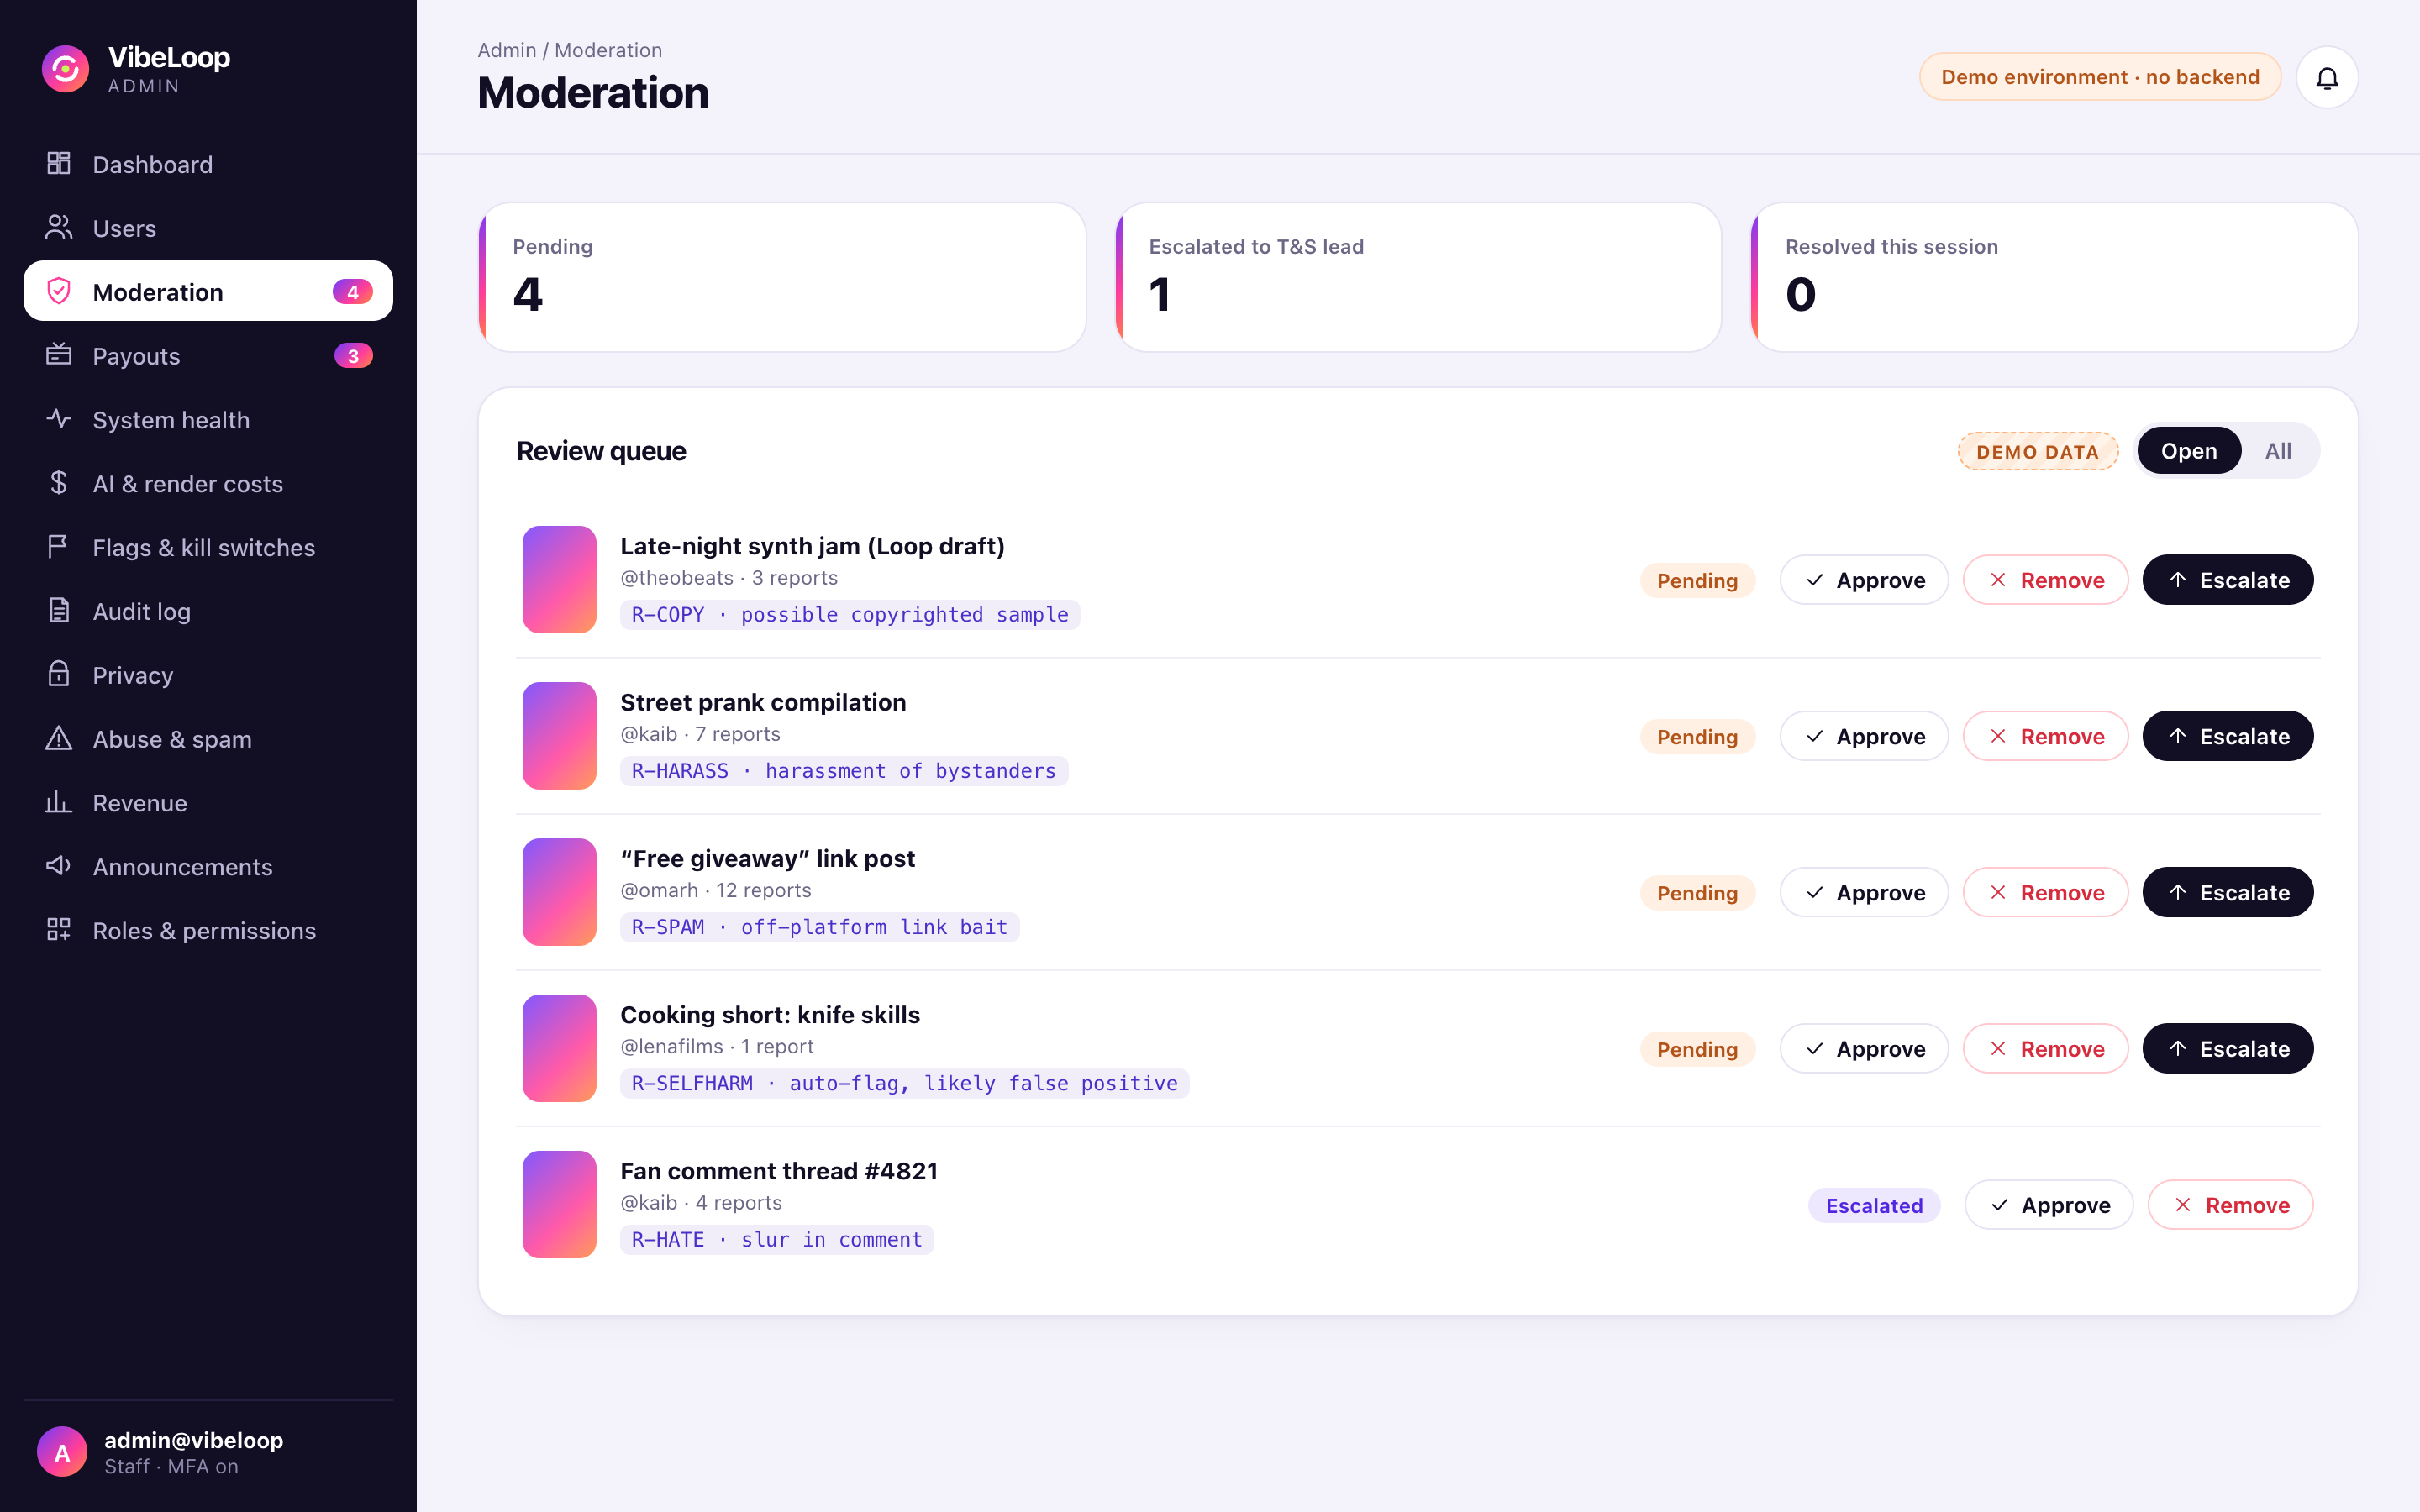 VibeLoop
ADMIN
Dashboard
Users
Moderation 4
Payouts 3
System health
AI & render costs
Flags & kill switches
Audit log
Privacy
Abuse & spam
Revenue
Announcements
Roles & permissions
A
admin@vibeloop
Staff · MFA on
Admin / Moderation
Moderation
Demo environment · no backend
Pending
4
Escalated to T&S lead
1
Resolved this session
0
Review queue
DEMO DATA
Open All
Late-night synth jam (Loop draft)
@theobeats · 3 reports
R-COPY · possible copyrighted sample
Pending Approve Remove Escalate
Street prank compilation
@kaib · 7 reports
R-HARASS · harassment of bystanders
Pending Approve Remove Escalate
“Free giveaway” link post
@omarh · 12 reports
R-SPAM · off-platform link bait
Pending Approve Remove Escalate
Cooking short: knife skills
@lenafilms · 1 report
R-SELFHARM · auto-flag, likely false positive
Pending Approve Remove Escalate
Fan comment thread #4821
@kaib · 4 reports
R-HATE · slur in comment
Escalated Approve Remove